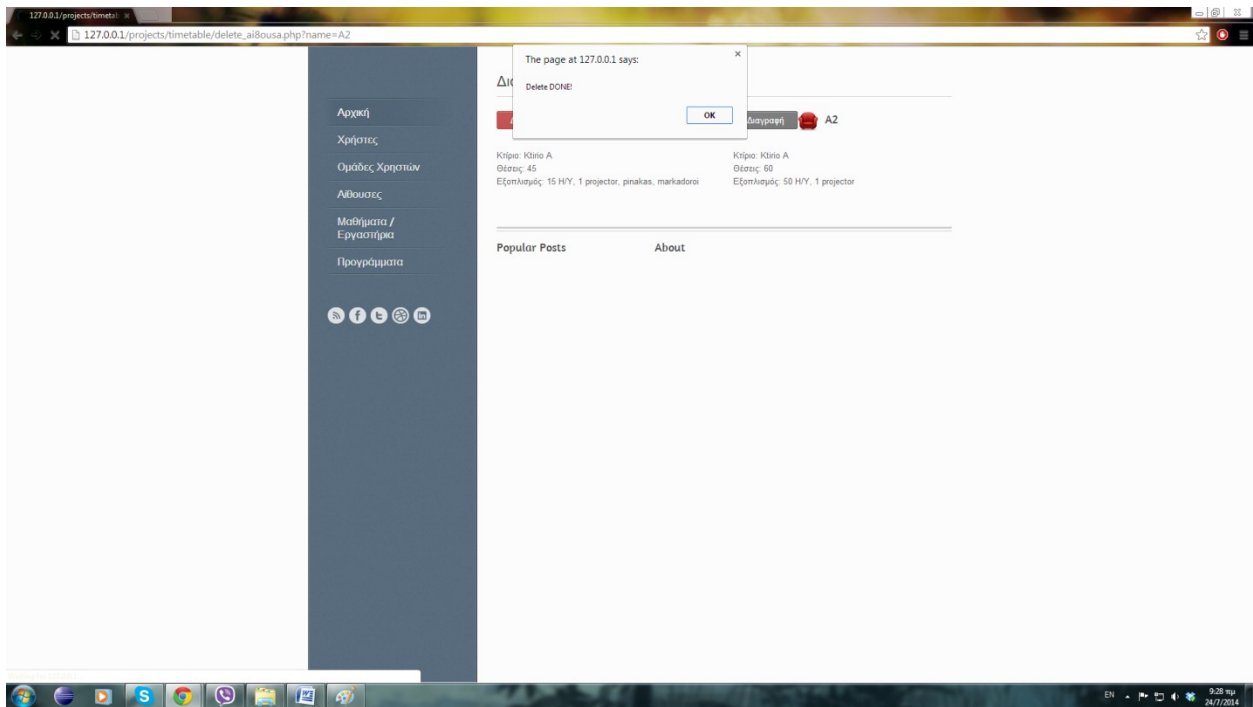 127.0.0.1/projects/timetal
127.0.0.1/projects/timetable/delete_ai8ousa.php?name=A2
The page at 127.0.0.1 says:
Delete DONE!
OK
Αρχική
Χρήστες
Ομάδες Χρηστών
Αίθουσες
Μαθήματα /
Εργαστήρια
Προγράμματα
Διαγραφή
A2
Κτίριο: Ktirio A
Θέσεις: 45
Εξοπλισμός: 15 Η/Υ, 1 projector, pinakas, markadoroi
Κτίριο: Ktirio A
Θέσεις: 60
Εξοπλισμός: 50 Η/Υ, 1 projector
Popular Posts
About
EN
9:28 πμ
24/7/2014